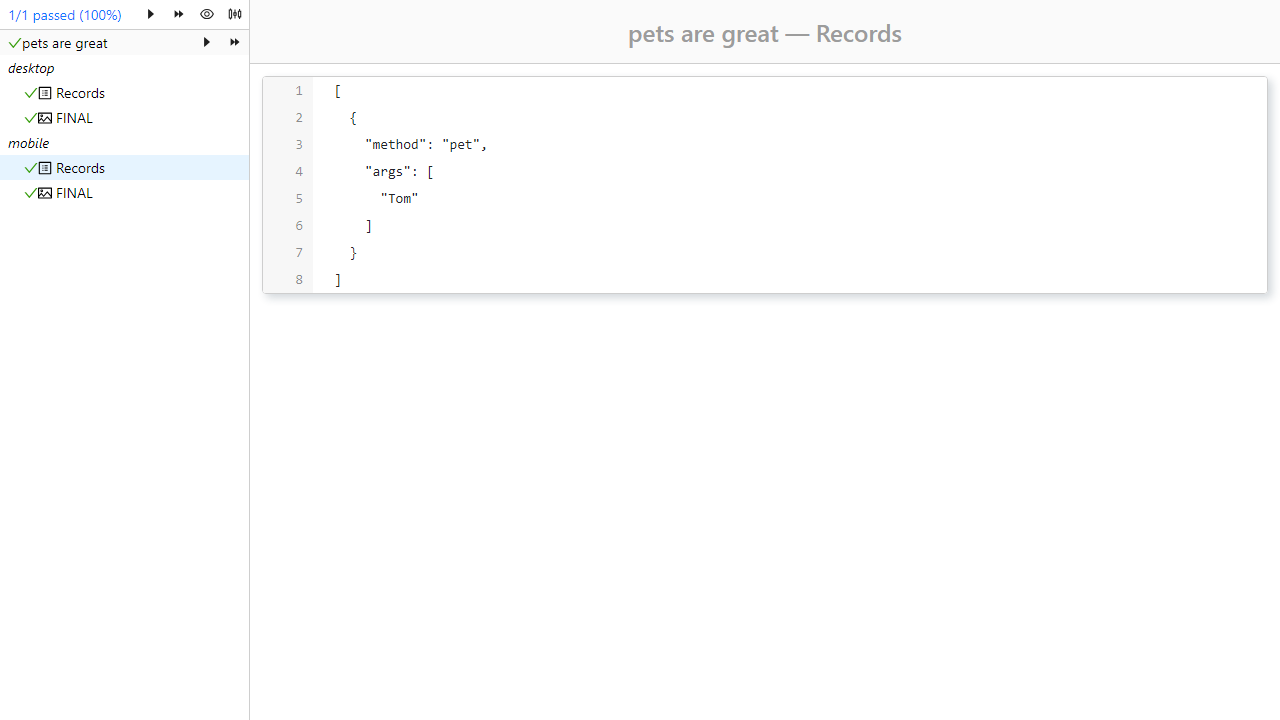 1/1 passed (100%)
pets are great
desktop
Records
FINAL
mobile
Records
FINAL
pets are great — Records
1 [
2 {
3 "method": "pet",
4 "args": [
5 "Tom"
6 ]
7 }
8 ]